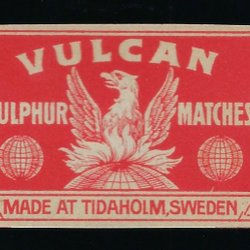 VULCAN
ULPHUR MATCHES
MADE AT TIDAHOLM, SWEDEN.